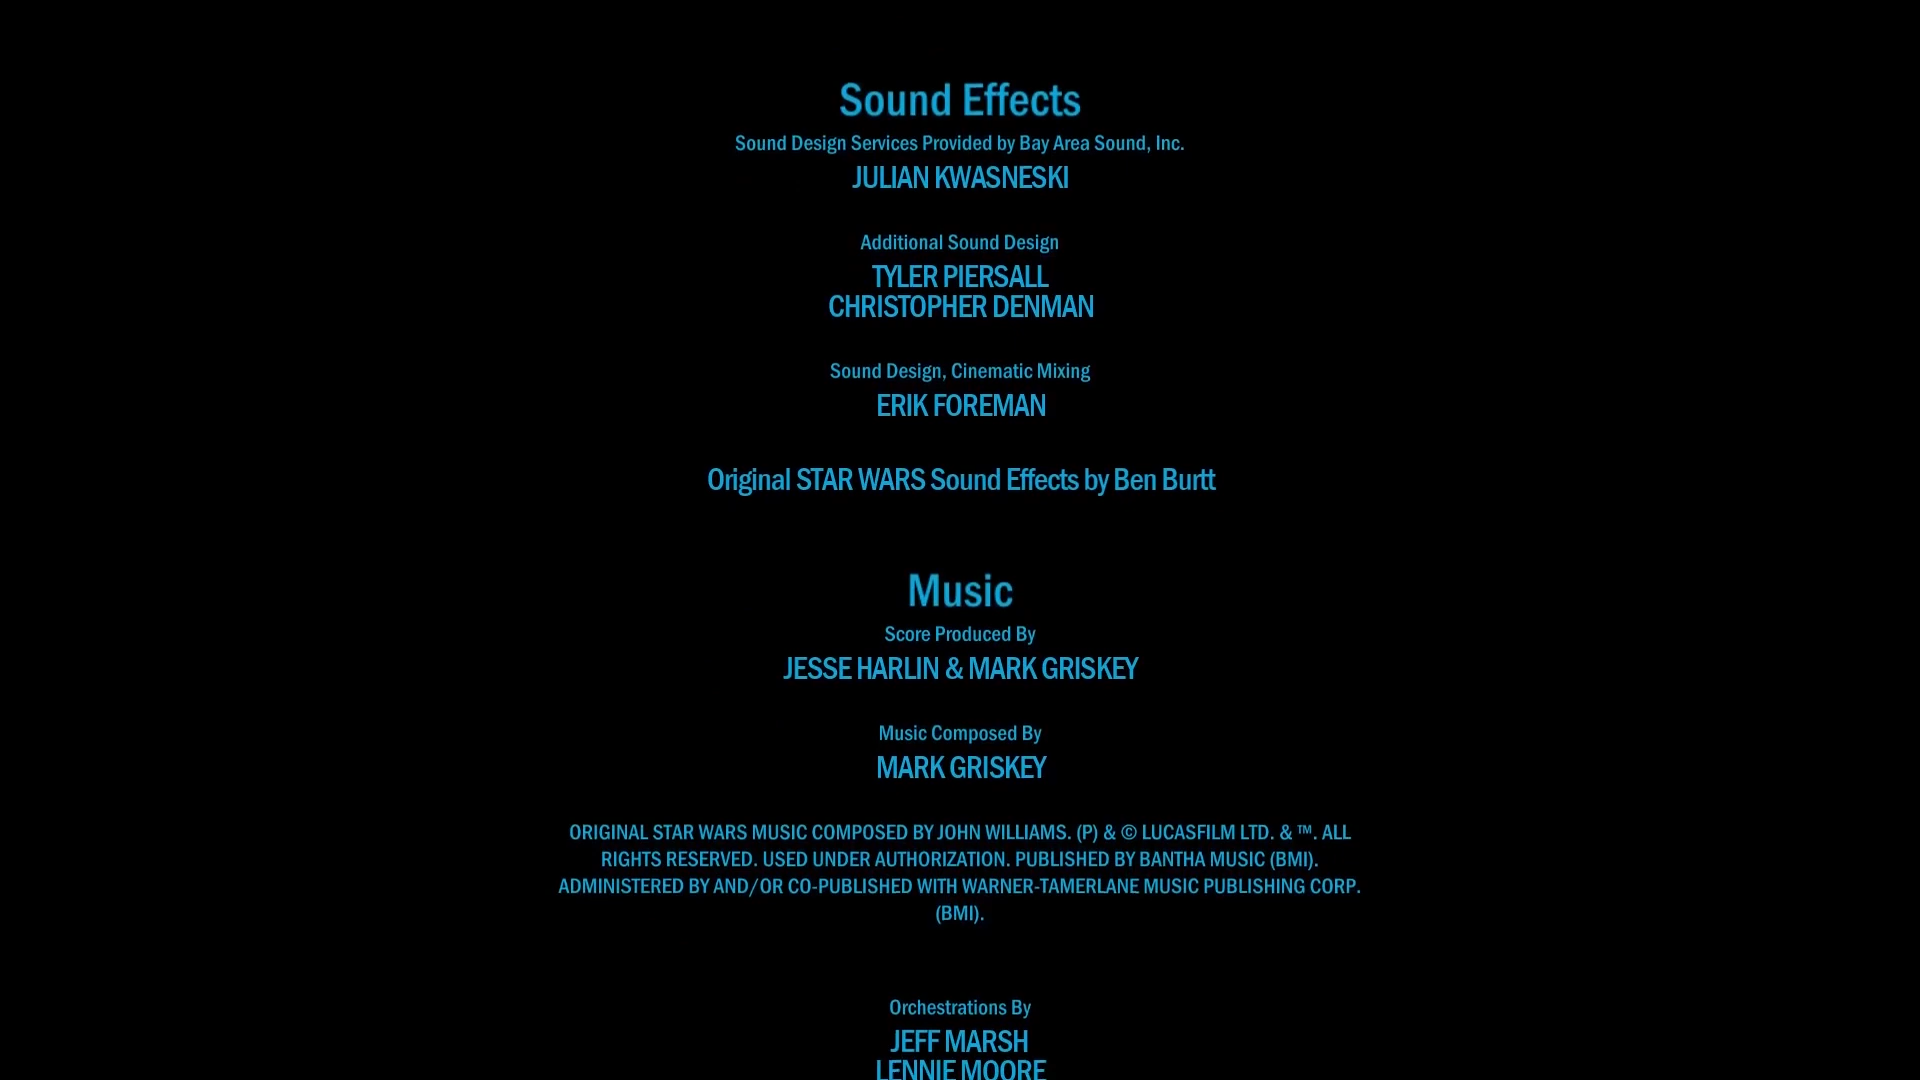 Sound Effects
Sound Design Services Provided by Bay Area Sound, Inc.
JULIAN KWASNESKI
Additional Sound Design
TYLER PIERSALL
CHRISTOPHER DENMAN
Sound Design, Cinematic Mixing
ERIK FOREMAN
Original STAR WARS Sound Effects by Ben Burtt
Music
Score Produced By
JESSE HARLIN & MARK GRISKEY
Music Composed By
MARK GRISKEY
ORIGINAL STAR WARS MUSIC COMPOSED BY JOHN WILLIAMS. (P) & © LUCASFILM LTD. & ™. ALL
RIGHTS RESERVED. USED UNDER AUTHORIZATION. PUBLISHED BY BANTHA MUSIC (BMI).
ADMINISTERED BY AND/OR CO-PUBLISHED WITH WARNER-TAMERLANE MUSIC PUBLISHING CORP.
(BMI).
Orchestrations By
JEFF MARSH
LENNIE MOORE